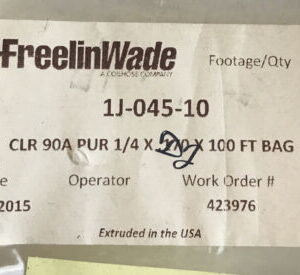 FreelinWade
A COILHOSE COMPANY
Footage/Qty
1J-045-10
CLR 90A PUR 1/4 X .170 X 100 FT BAG
e Operator Work Order #
2015 423976
Extruded in the USA